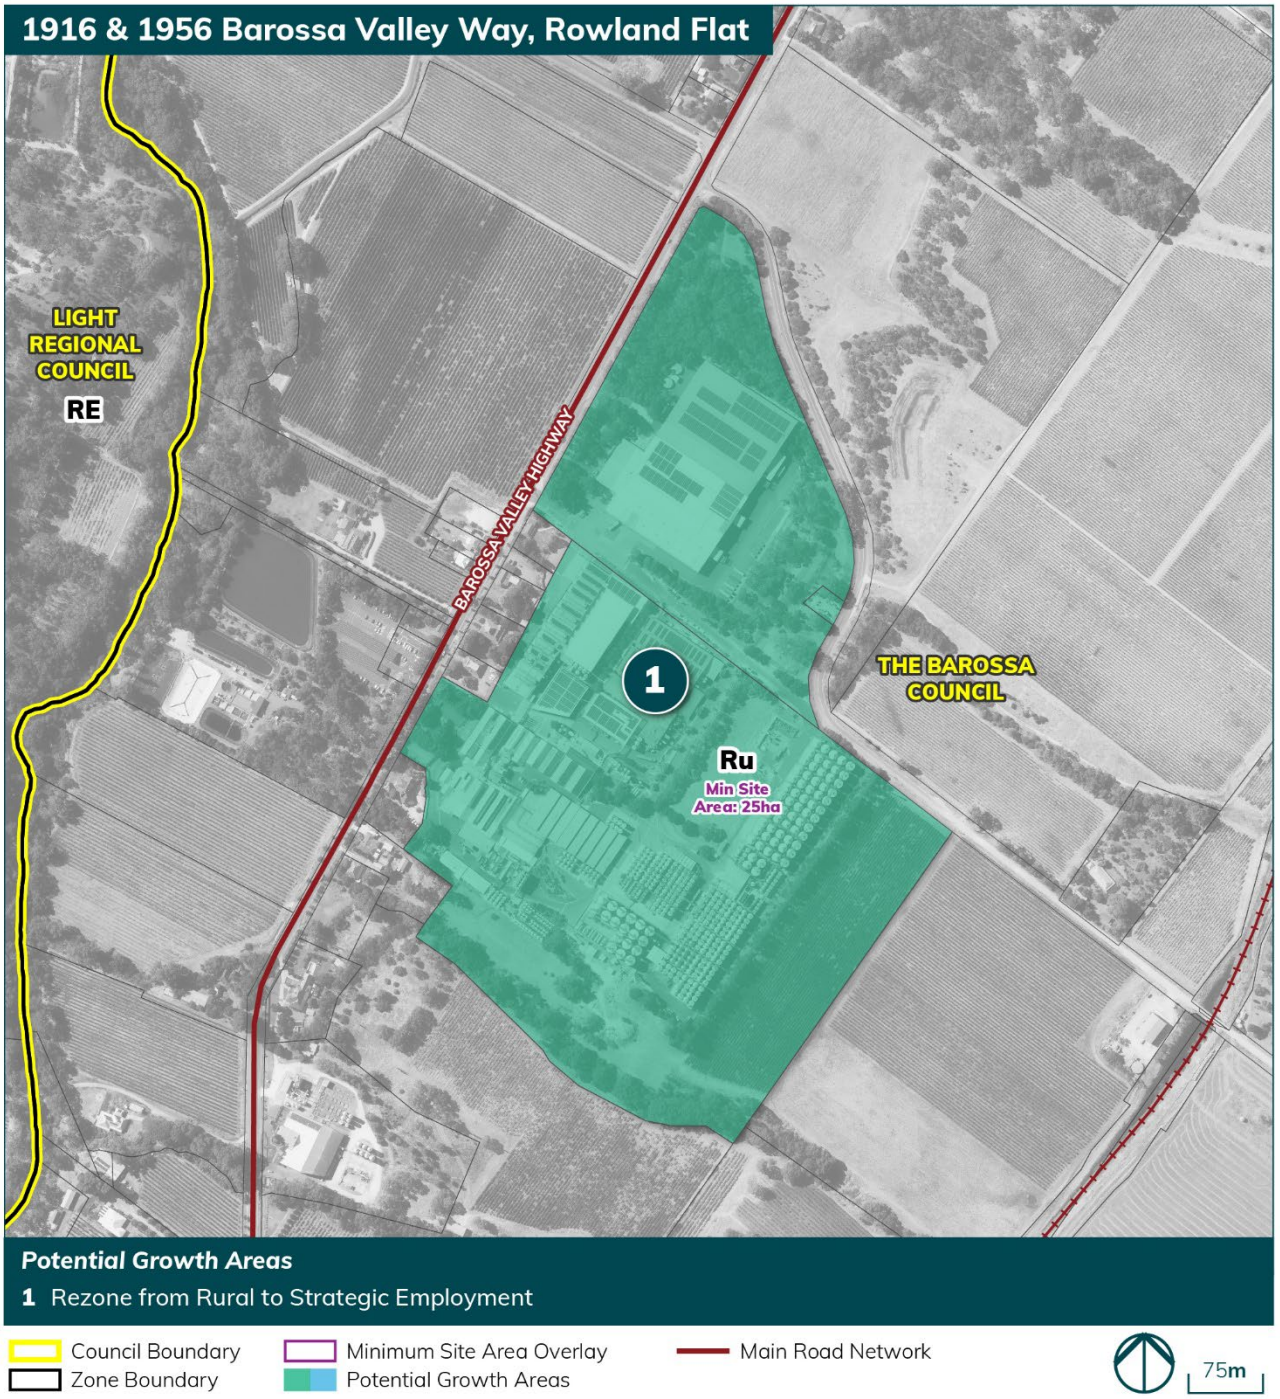 1916 & 1956 Barossa Valley Way, Rowland Flat
LIGHT
REGIONAL
COUNCIL
RE
BAROSSA VALLEY HIGHWAY
1
THE BAROSSA
COUNCIL
Ru
Min Site
Area: 25ha
Potential Growth Areas
1 Rezone from Rural to Strategic Employment
Council Boundary
Zone Boundary
Minimum Site Area Overlay
Potential Growth Areas
Main Road Network
75m